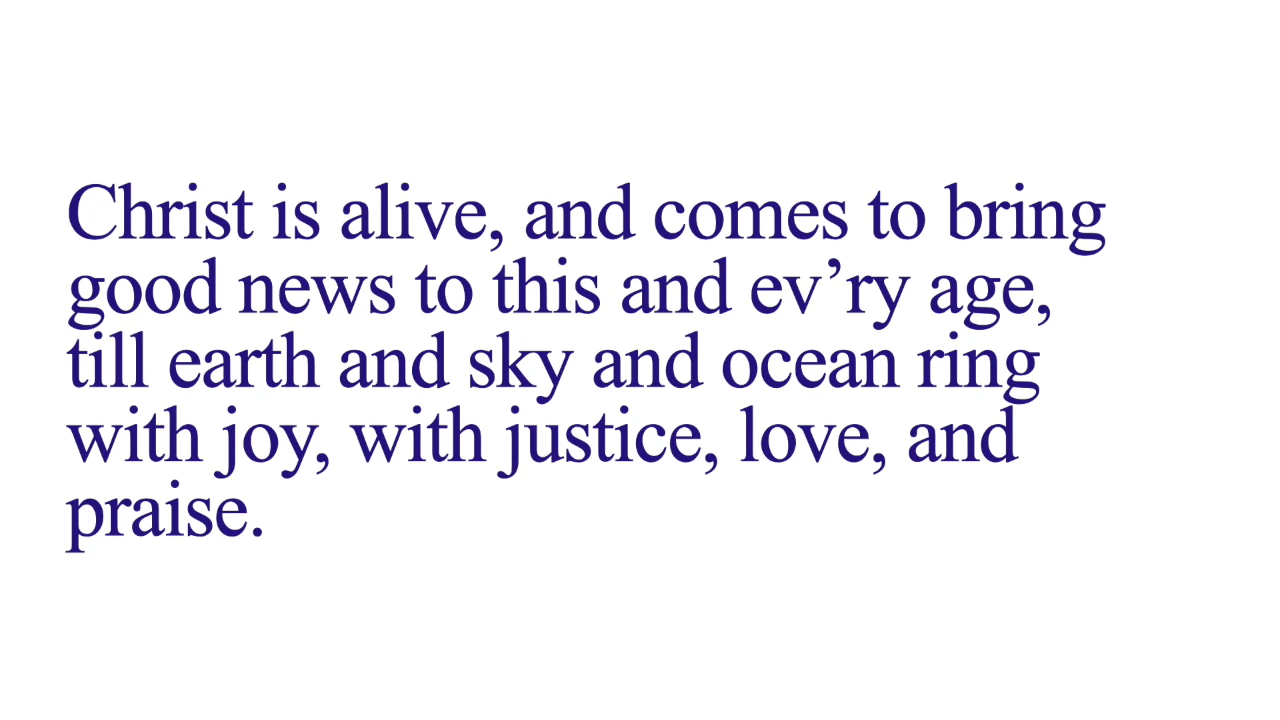 Christ is alive, and comes to bring
good news to this and ev’ry age,
till earth and sky and ocean ring
with joy, with justice, love, and
praise.